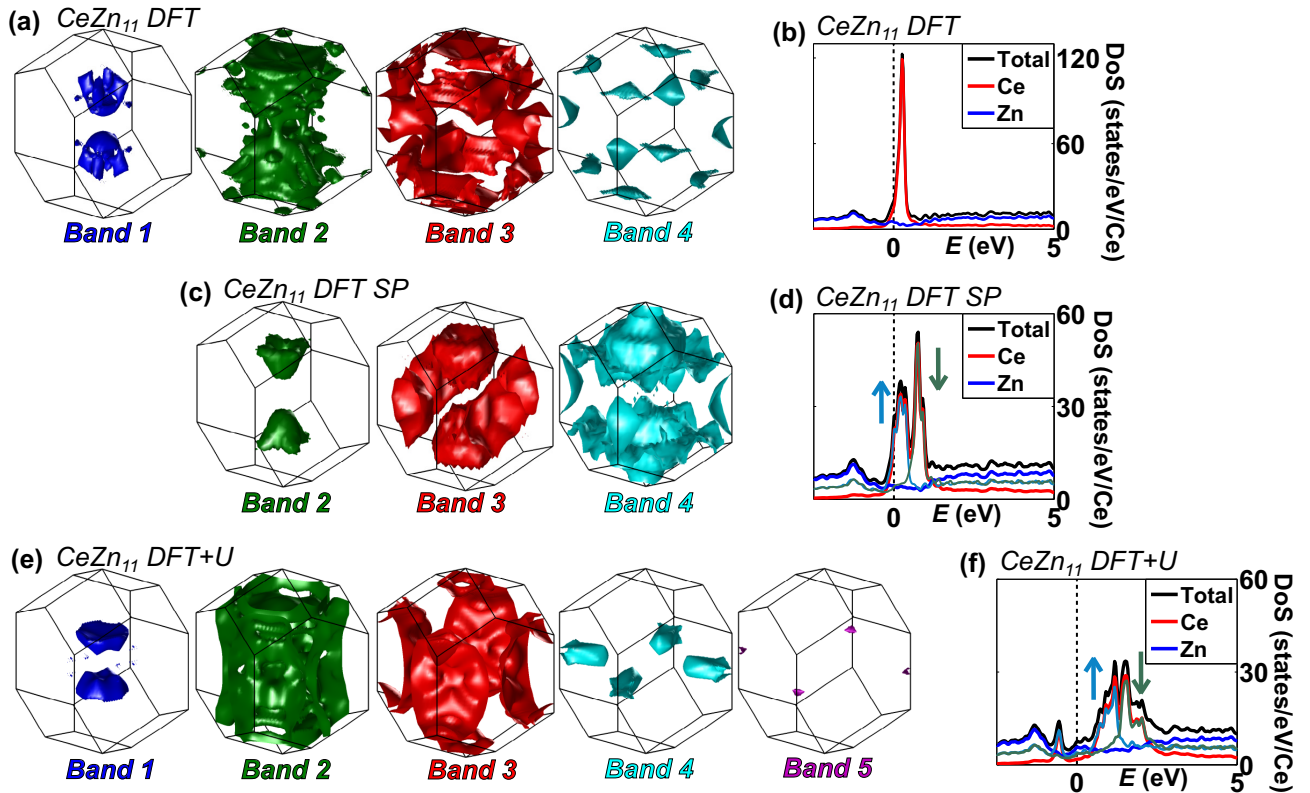 (a) CeZn₁₁ DFT
Band 1 Band 2 Band 3 Band 4
(b) CeZn₁₁ DFT
Total
Ce
Zn
120
60
0
DoS (states/eV/Ce)
0 E (eV) 5
(c) CeZn₁₁ DFT SP
Band 2 Band 3 Band 4
(d) CeZn₁₁ DFT SP
Total
Ce
Zn
60
30
0
DoS (states/eV/Ce)
0 E (eV) 5
(e) CeZn₁₁ DFT+U
Band 1 Band 2 Band 3 Band 4 Band 5
(f) CeZn₁₁ DFT+U
Total
Ce
Zn
60
30
0
DoS (states/eV/Ce)
0 E (eV) 5